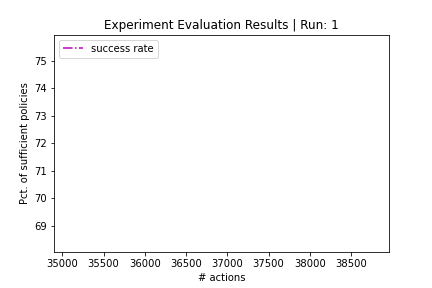 Experiment Evaluation Results | Run: 1
success rate
Pct. of sufficient policies
75
74
73
72
71
70
69
35000 35500 36000 36500 37000 37500 38000 38500
# actions